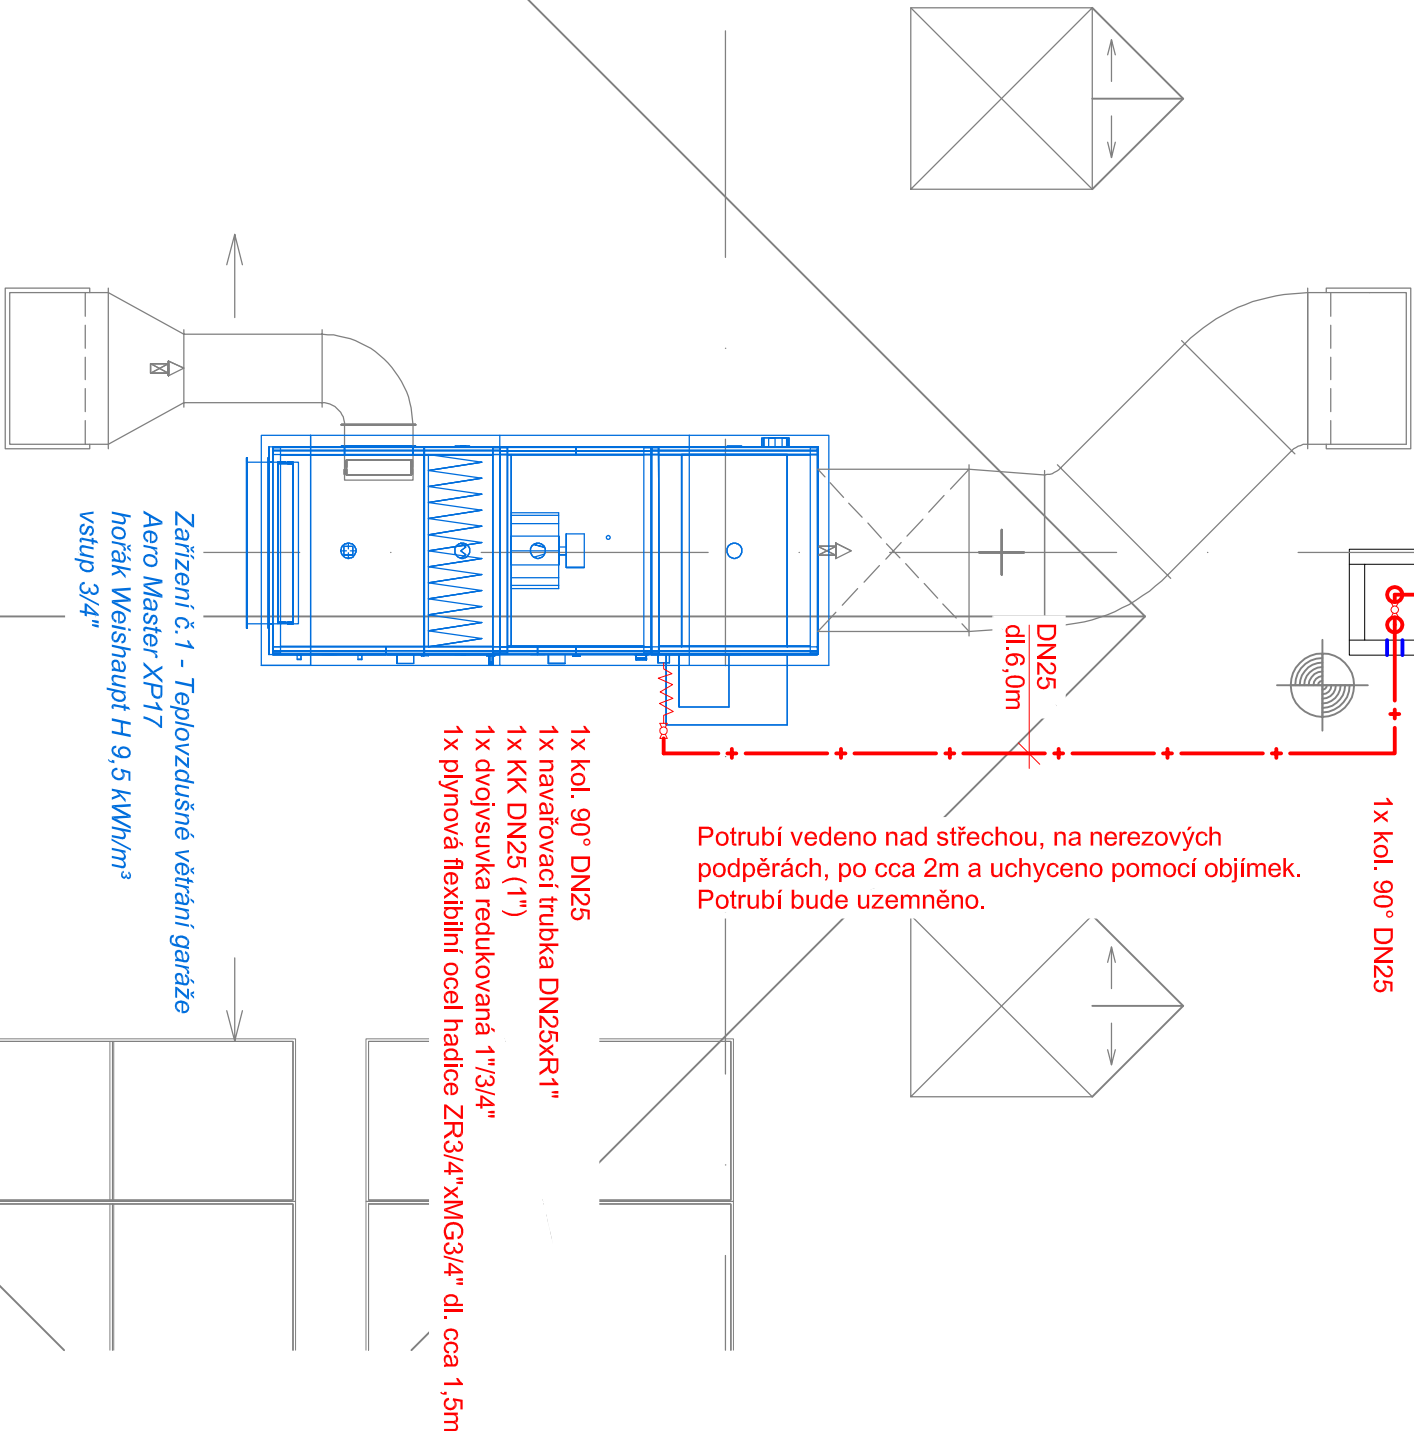 Zařízení č.1 - Teplovzdušné větrání garáže
Aero Master XP17
hořák Weishaupt H 9,5 kWh/m³
vstup 3/4"
DN25
dl.6,0m
1x kol. 90° DN25
1x navařovací trubka DN25xR1"
1x KK DN25 (1")
1x dvojvsuvka redukovaná 1"/3/4"
1x plynová flexibilní ocel hadice ZR3/4"xMG3/4" dl. cca 1,5m
Potrubí vedeno nad střechou, na nerezových
podpěrách, po cca 2m a uchyceno pomocí objímek.
Potrubí bude uzemněno.
1x kol. 90° DN25